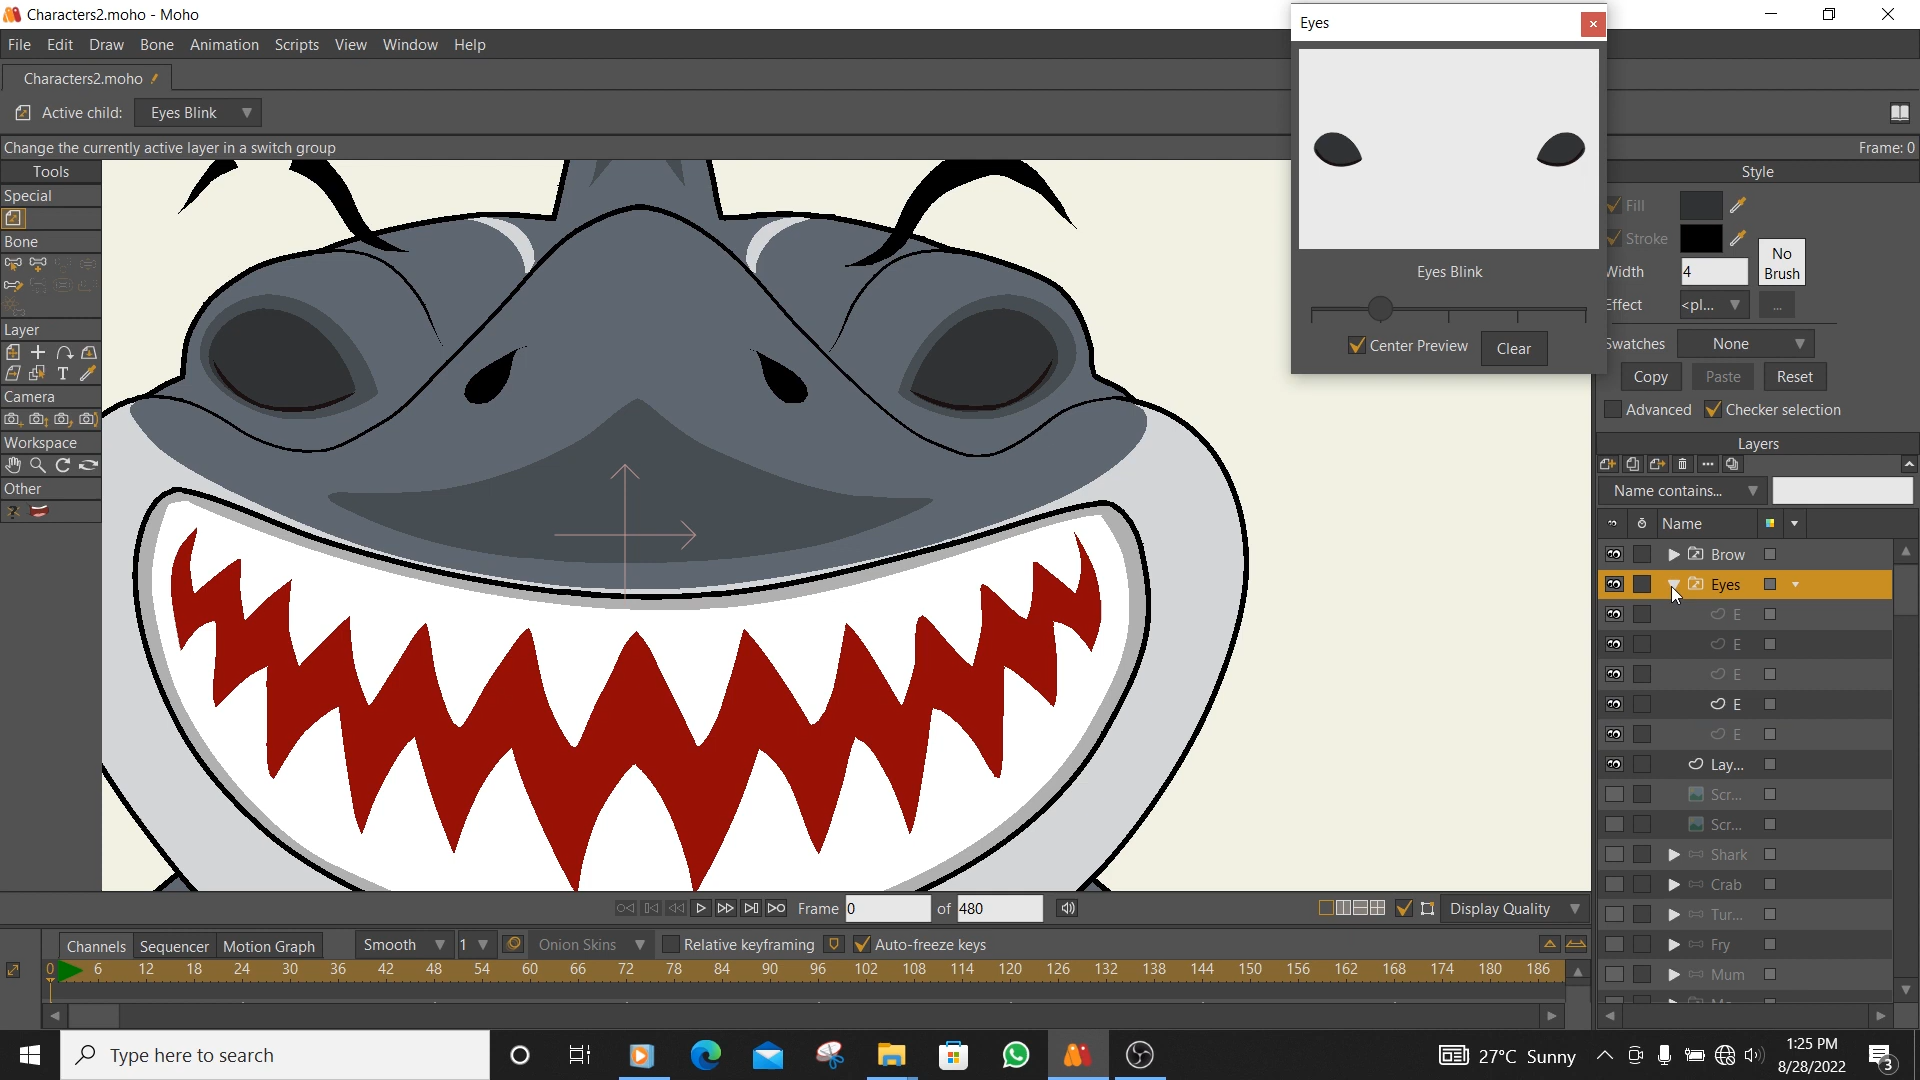 Characters2.moho - Moho
File Edit Draw Bone Animation Scripts View Window Help
Characters2.moho
Active child: Eyes Blink
Change the currently active layer in a switch group
Frame: 0
Tools
Special
Bone
Layer
T
Camera
Workspace
Other
Eyes
Eyes Blink
Center Preview
Clear
Style
Fill
Stroke
Width
4
No
Brush
Effect
<pl...
...
Swatches
None
Copy Paste Reset
Advanced Checker selection
Layers
Name contains...
Name
Brow
Eyes
E
E
E
E
E
Lay...
Scr...
Scr...
Shark
Crab
Tur...
Fry
Mum
Frame 0 of 480
Display Quality
Channels Sequencer Motion Graph Smooth 1 Onion Skins Relative keyframing Auto-freeze keys
0 6 12 18 24 30 36 42 48 54 60 66 72 78 84 90 96 102 108 114 120 126 132 138 144 150 156 162 168 174 180 186
Type here to search
27°C Sunny
1:25 PM
8/28/2022
3